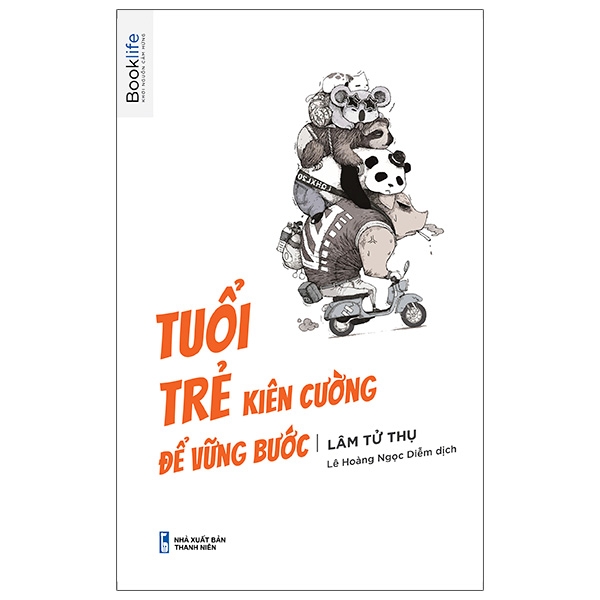 Booklife
KHƠI NGUỒN CẢM HỨNG
TUỔI
TRẺ KIÊN CƯỜNG
ĐỂ VỮNG BƯỚC
LÂM TỬ THỤ
Lê Hoàng Ngọc Diễm dịch
NHÀ XUẤT BẢN
THANH NIÊN